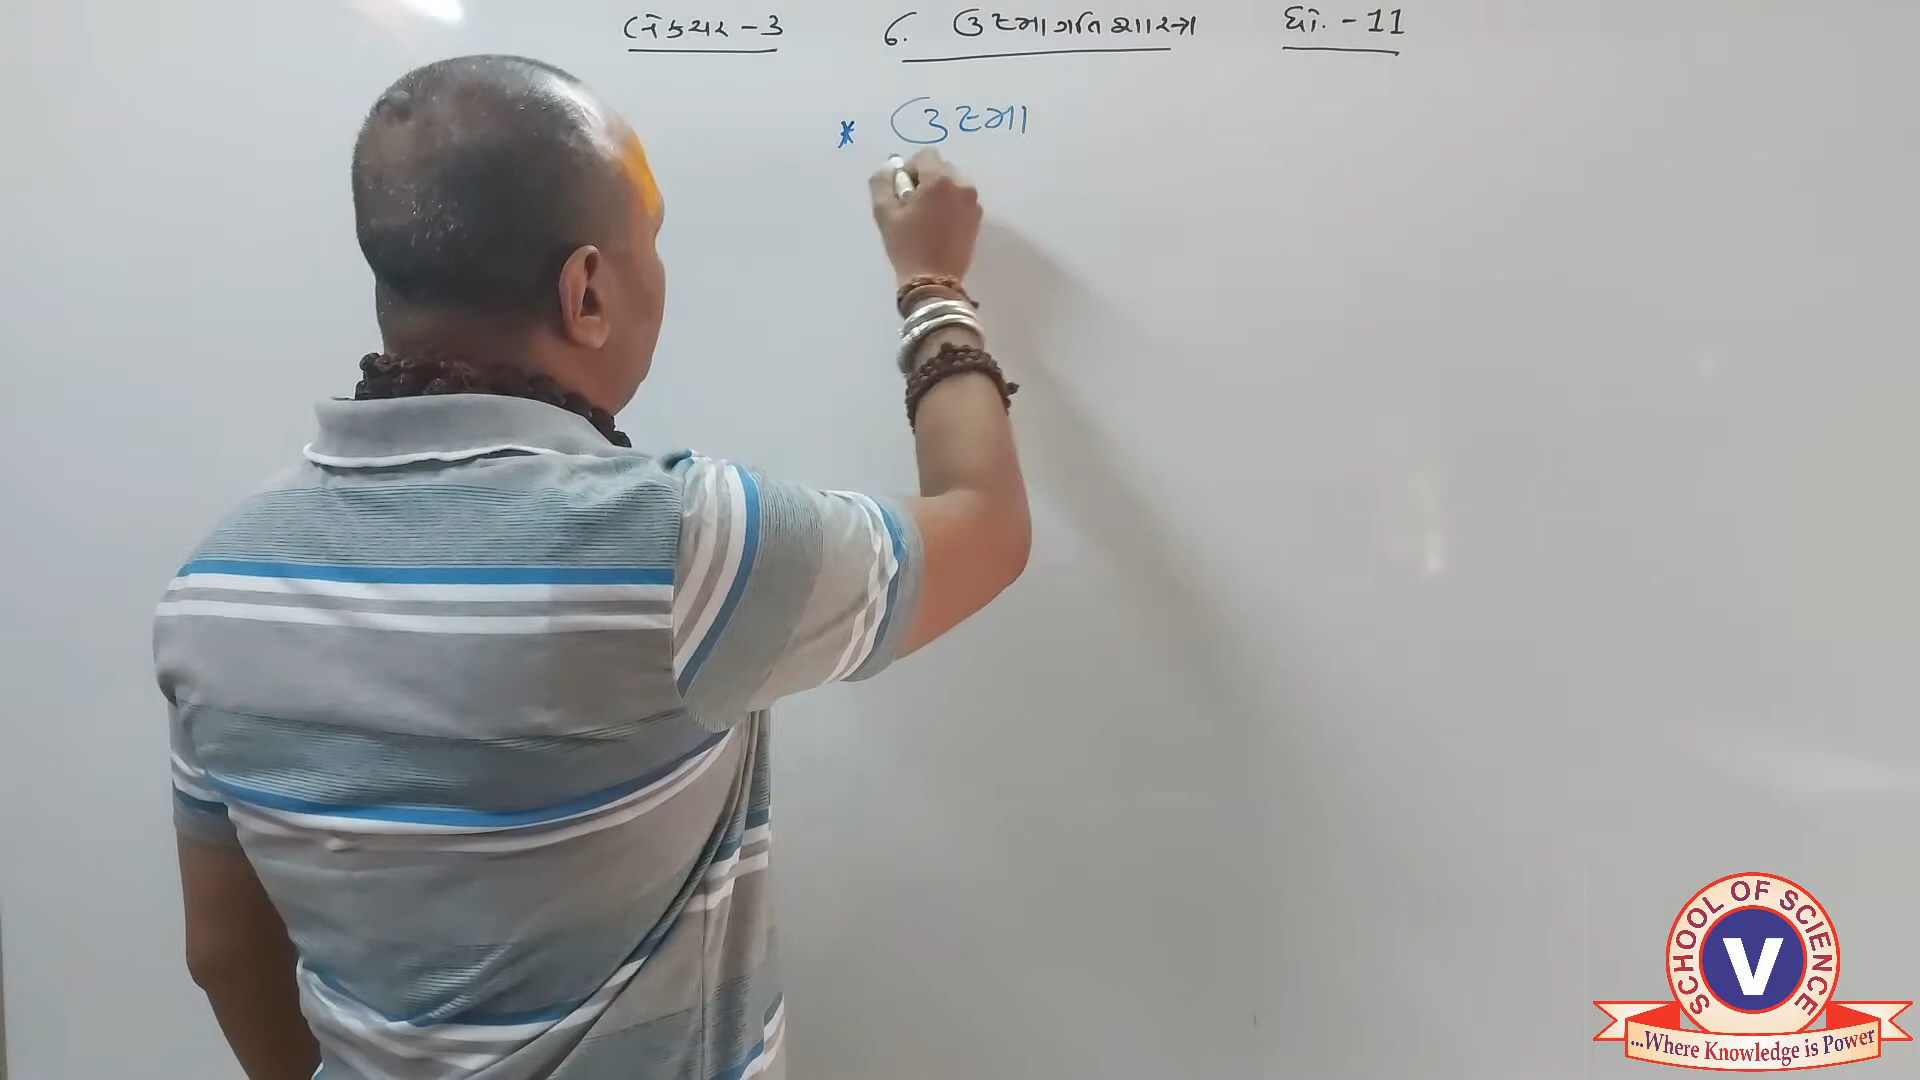 લેકચર - 3 6. ઉષ્માગતિશાસ્ત્ર ધો. - 11
* ઉષ્મા
SCHOOL OF SCIENCE
V
...Where Knowledge is Power